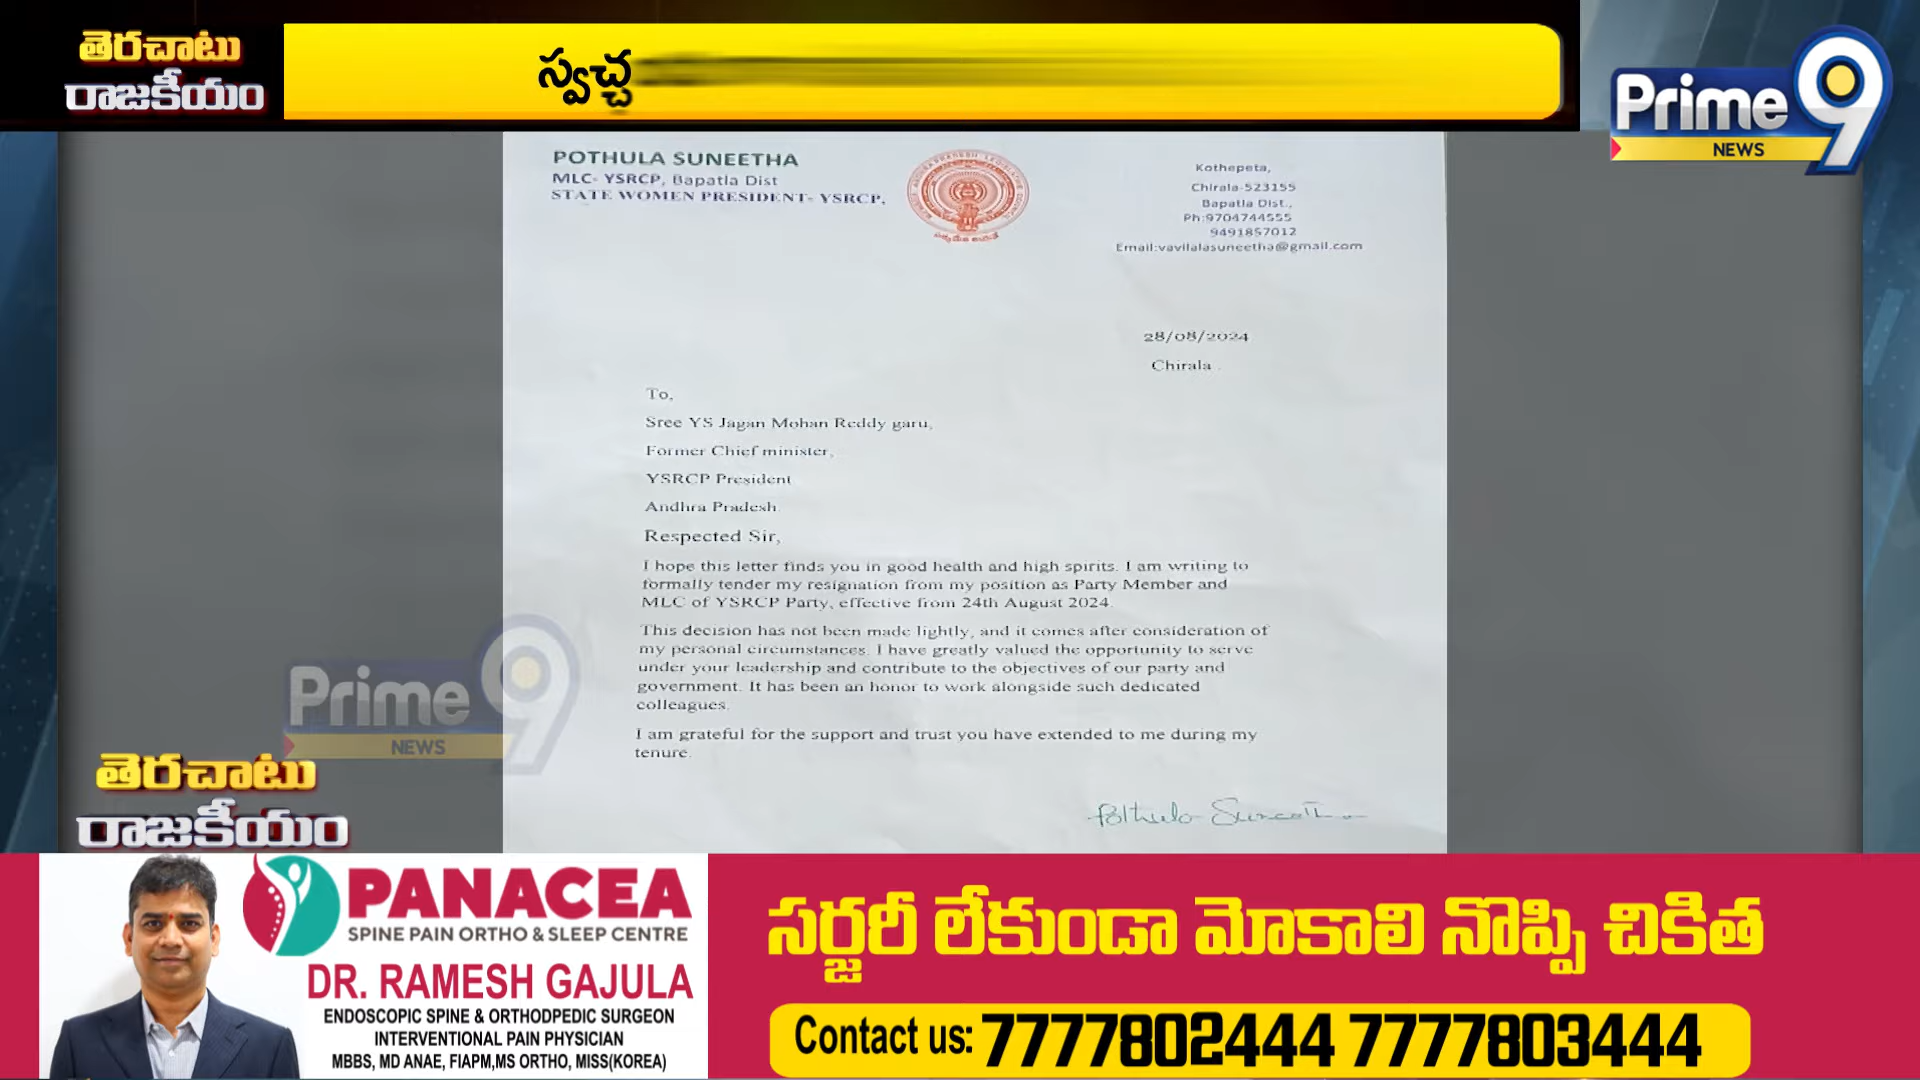 తెరచాటు
రాజకీయం
స్వచ్ఛ
Prime9
NEWS
POTHULA SUNEETHA
MLC- YSRCP, Bapatla Dist
STATE WOMEN PRESIDENT- YSRCP,
Kothepeta,
Chirala-523155
Bapatla Dist.,
Ph:9704744555
9491857012
Email:vavilalasuneetha@gmail.com
28/08/2024
Chirala .
To,
Sree YS Jagan Mohan Reddy garu,
Former Chief minister,
YSRCP President
Andhra Pradesh.
Respected Sir,
I hope this letter finds you in good health and high spirits. I am writing to
formally tender my resignation from my position as Party Member and
MLC of YSRCP Party, effective from 24th August 2024.
This decision has not been made lightly, and it comes after consideration of
my personal circumstances. I have greatly valued the opportunity to serve
under your leadership and contribute to the objectives of our party and
government. It has been an honor to work alongside such dedicated
colleagues.
I am grateful for the support and trust you have extended to me during my
tenure.
Pothula Suneetha
Prime9
NEWS
తెరచాటు
రాజకీయం
PANACEA
SPINE PAIN ORTHO & SLEEP CENTRE
DR. RAMESH GAJULA
ENDOSCOPIC SPINE & ORTHODPEDIC SURGEON
INTERVENTIONAL PAIN PHYSICIAN
MBBS, MD ANAE, FIAPM,MS ORTHO, MISS(KOREA)
సర్జరీ లేకుండా మోకాలి నొప్పి చికిత
Contact us: 7777802444 7777803444